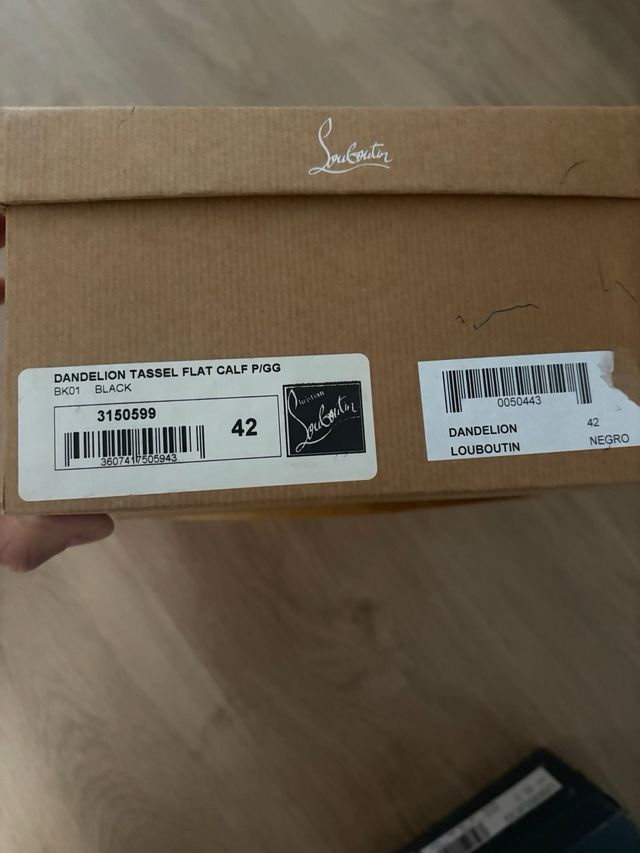 Louboutin
DANDELION TASSEL FLAT CALF P/GG
BK01 BLACK
3150599
42
3607417505943
Christian
Louboutin
0050443
DANDELION 42
LOUBOUTIN NEGRO